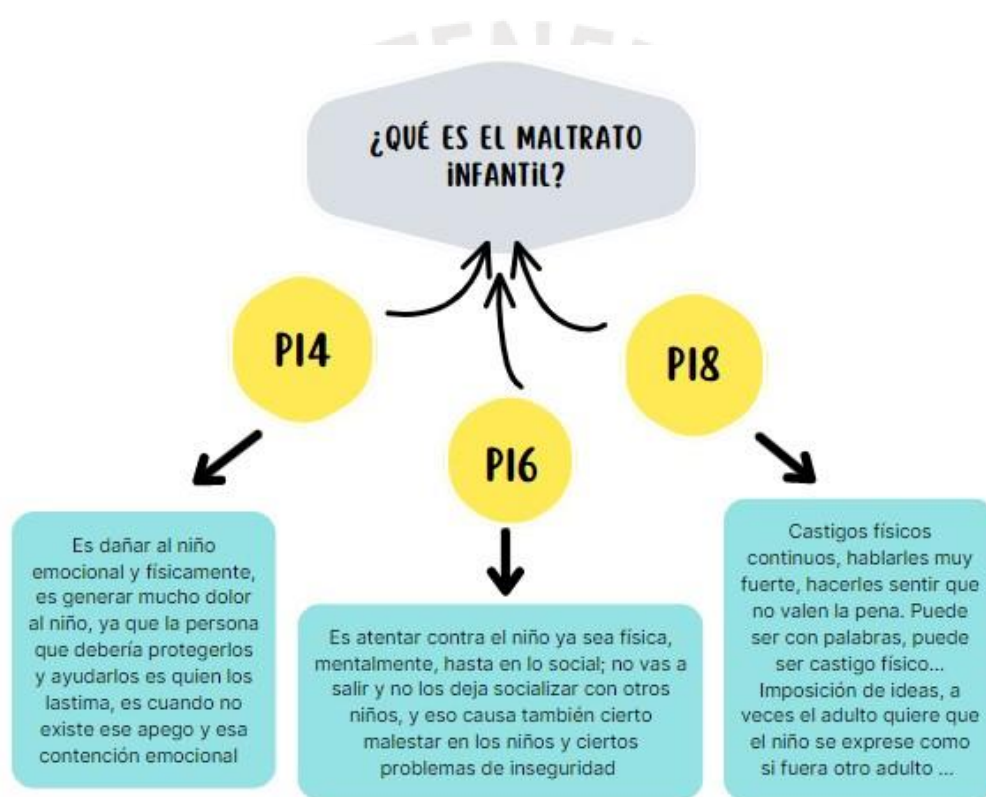 ¿QUÉ ES EL MALTRATO
INFANTIL?
PI4
PI6
PI8
Es dañar al niño
emocional y físicamente,
es generar mucho dolor
al niño, ya que la persona
que debería protegerlos
y ayudarlos es quien los
lastima, es cuando no
existe ese apego y esa
contención emocional
Es atentar contra el niño ya sea física,
mentalmente, hasta en lo social; no vas a
salir y no los deja socializar con otros
niños, y eso causa también cierto
malestar en los niños y ciertos
problemas de inseguridad
Castigos físicos
continuos, hablarles muy
fuerte, hacerles sentir que
no valen la pena. Puede
ser con palabras, puede
ser castigo físico...
Imposición de ideas, a
veces el adulto quiere que
el niño se exprese como
si fuera otro adulto ...